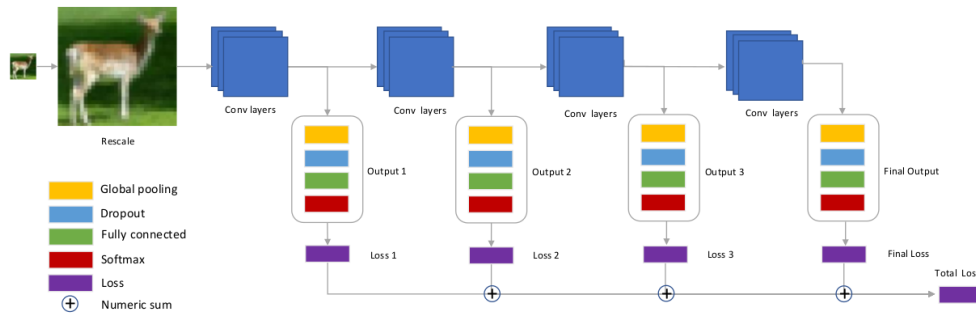 Conv layers
Conv layers
Conv layers
Conv layers
Rescale
Output 1
Output 2
Output 3
Final Output
Global pooling
Dropout
Fully connected
Softmax
Loss
Numeric sum
Loss 1
Loss 2
Loss 3
Final Loss
Total Loss